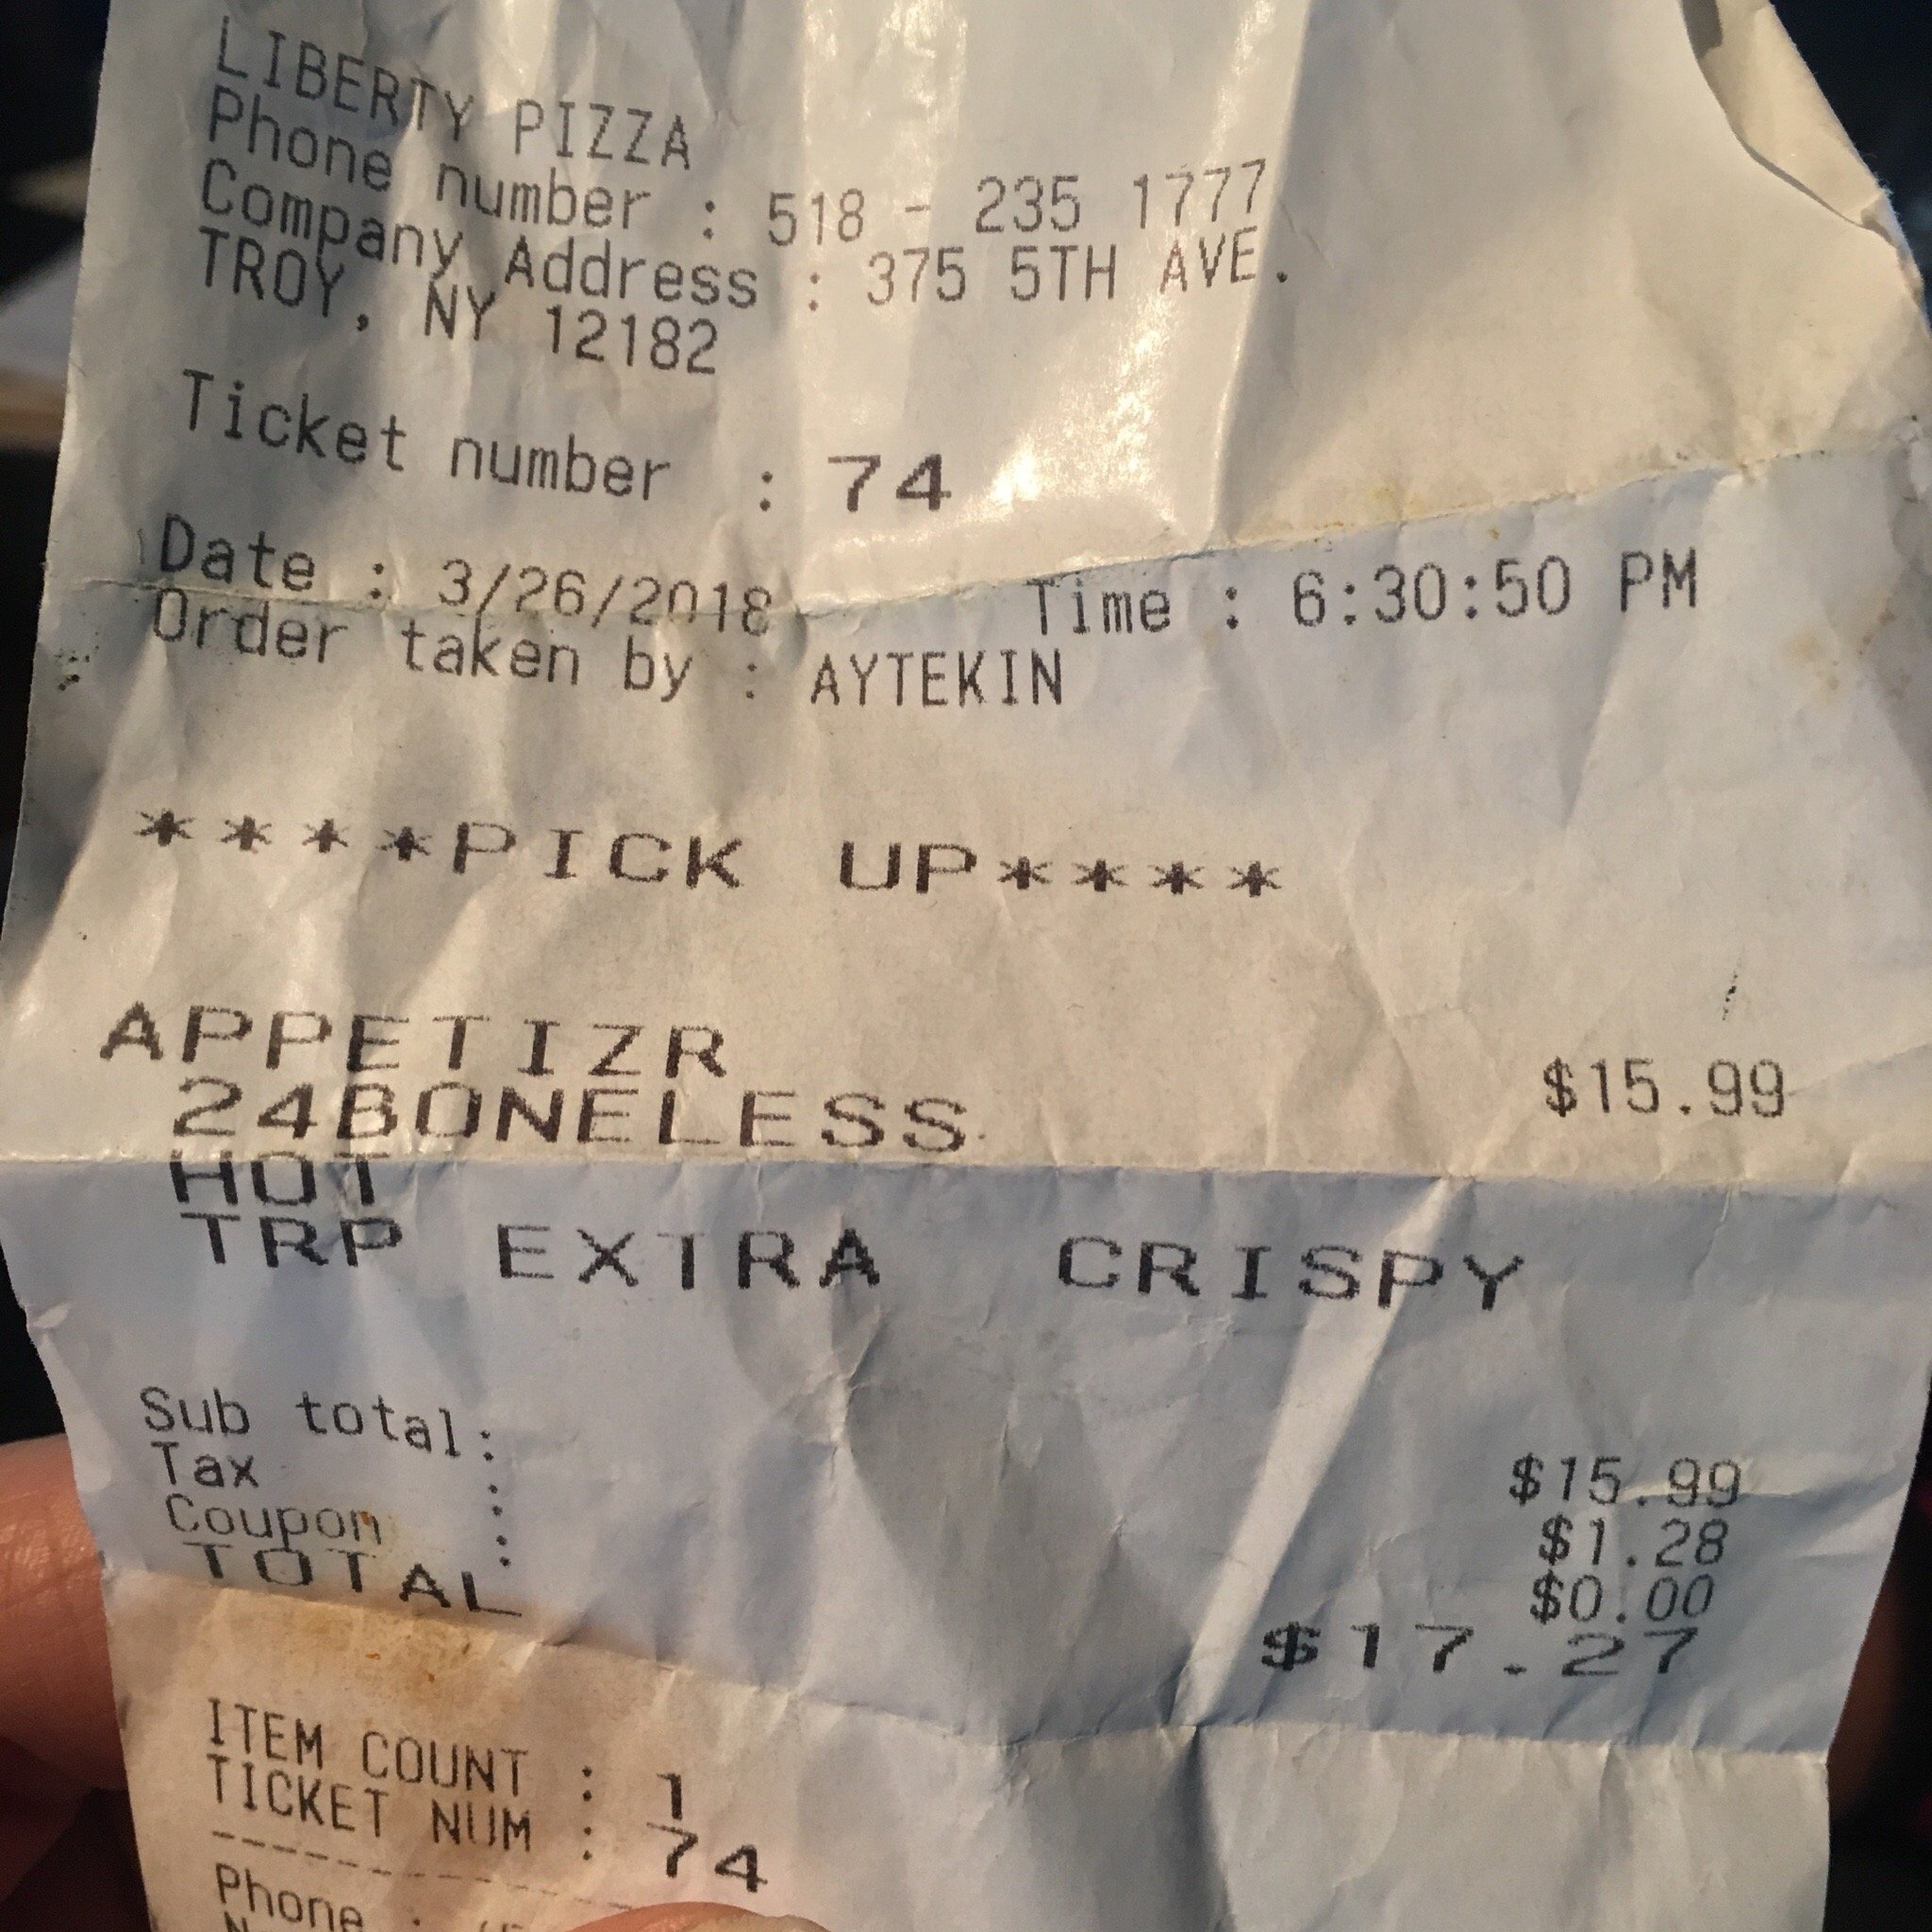 LIBERTY PIZZA
Phone number : 518 - 235 1777
Company Address : 375 5TH AVE.
TROY, NY 12182
Ticket number : 74
Date : 3/26/2018 Time : 6:30:50 PM
Order taken by : AYTEKIN
****PICK UP****
APPETIZR
24BONELESS $15.99
HOT
TRP EXTRA CRISPY
Sub total: $15.99
Tax : $1.28
Coupon : $0.00
TOTAL $17.27
ITEM COUNT : 1
TICKET NUM : 74
--------------------
Phone :